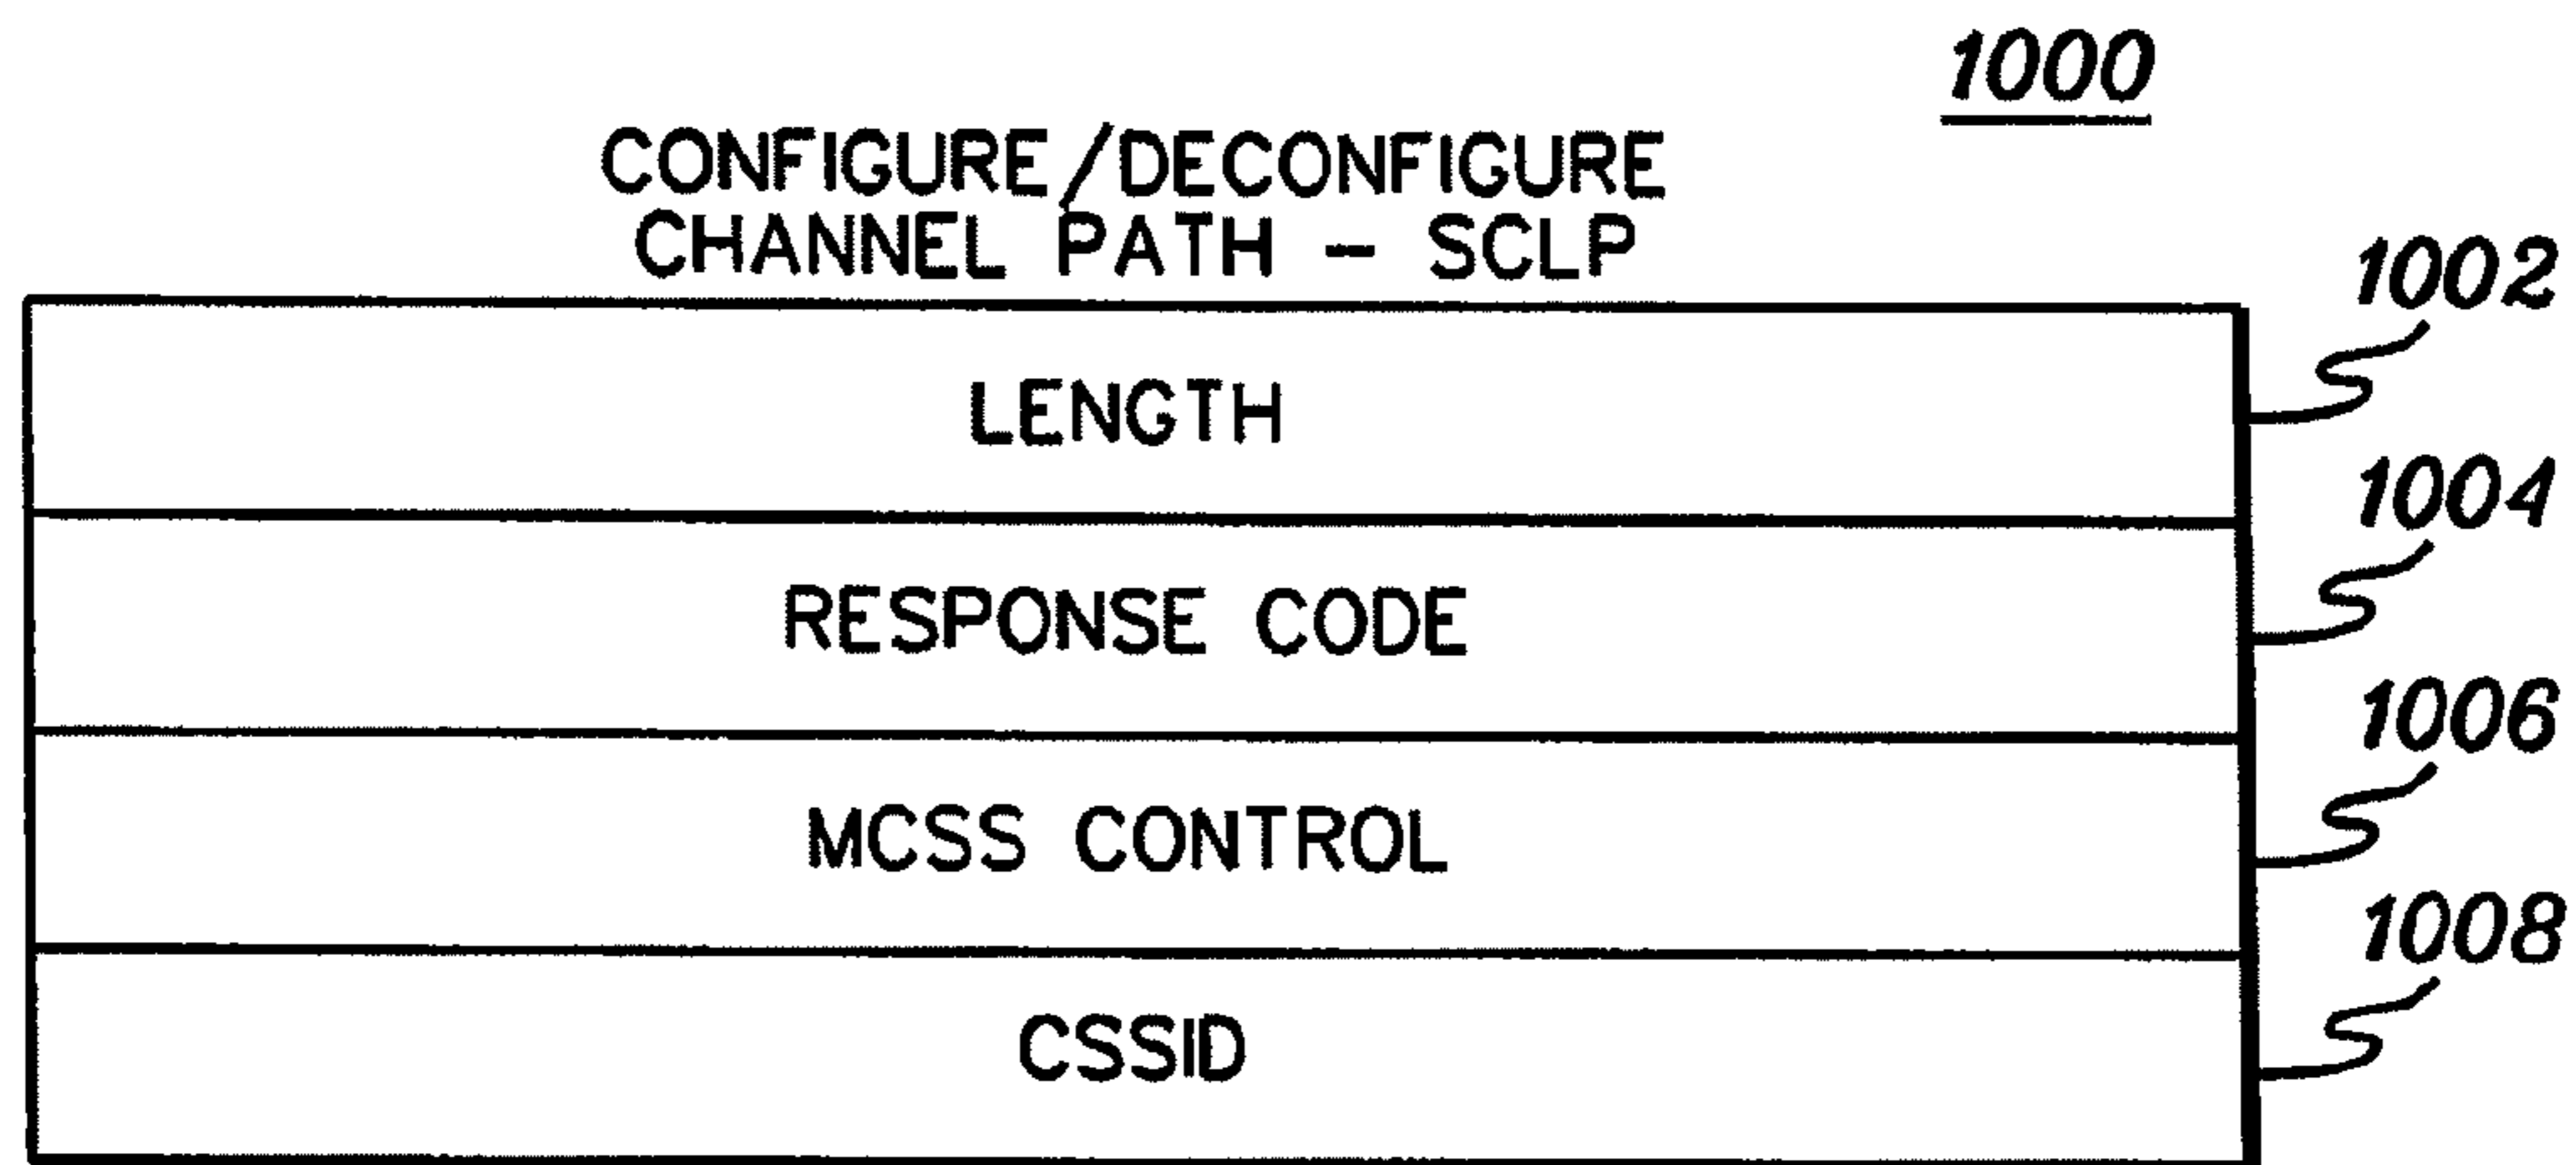 1000
CONFIGURE/DECONFIGURE
CHANNEL PATH - SCLP
1002
LENGTH
1004
RESPONSE CODE
1006
MCSS CONTROL
1008
CSSID